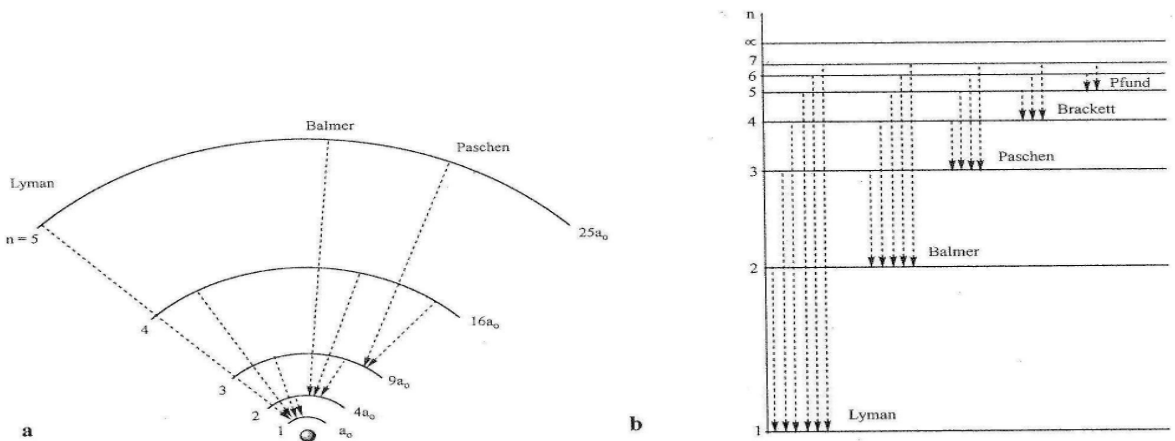 Balmer
Paschen
Lyman
n = 5
25a₀
4
16a₀
3
9a₀
2
4a₀
1
a₀
a
n
∝
7
6
5
Pfund
4
Brackett
3
Paschen
2
Balmer
1
Lyman
b